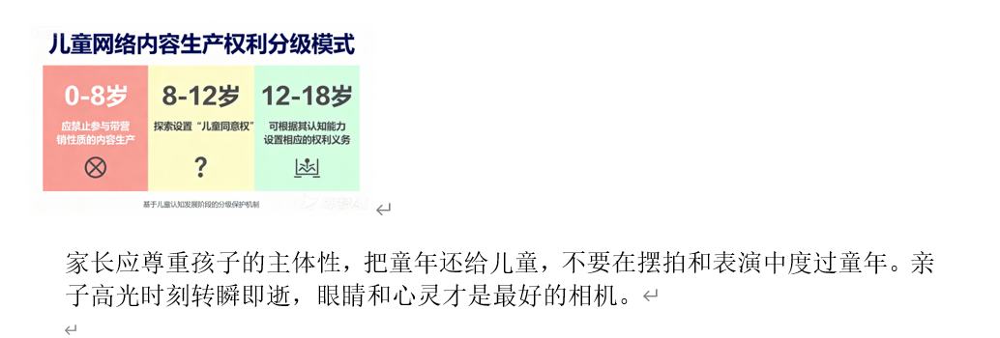 儿童网络内容生产权利分级模式
0-8岁
应禁止参与带营
销性质的内容生产
8-12岁
探索设置“儿童同意权”
?
12-18岁
可根据其认知能力
设置相应的权利义务
基于儿童认知发展阶段的分级保护机制
家长应尊重孩子的主体性，把童年还给儿童，不要在摆拍和表演中度过童年。亲
子高光时刻转瞬即逝，眼睛和心灵才是最好的相机。